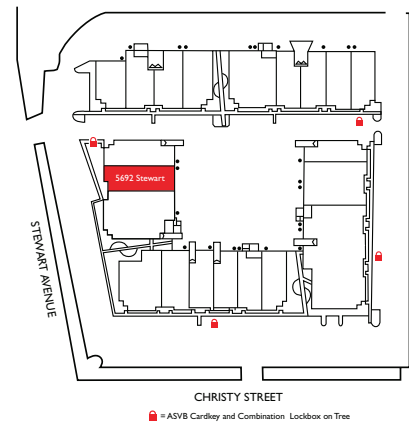 5692 Stewart
STEWART AVENUE
CHRISTY STREET
= ASVB Cardkey and Combination Lockbox on Tree